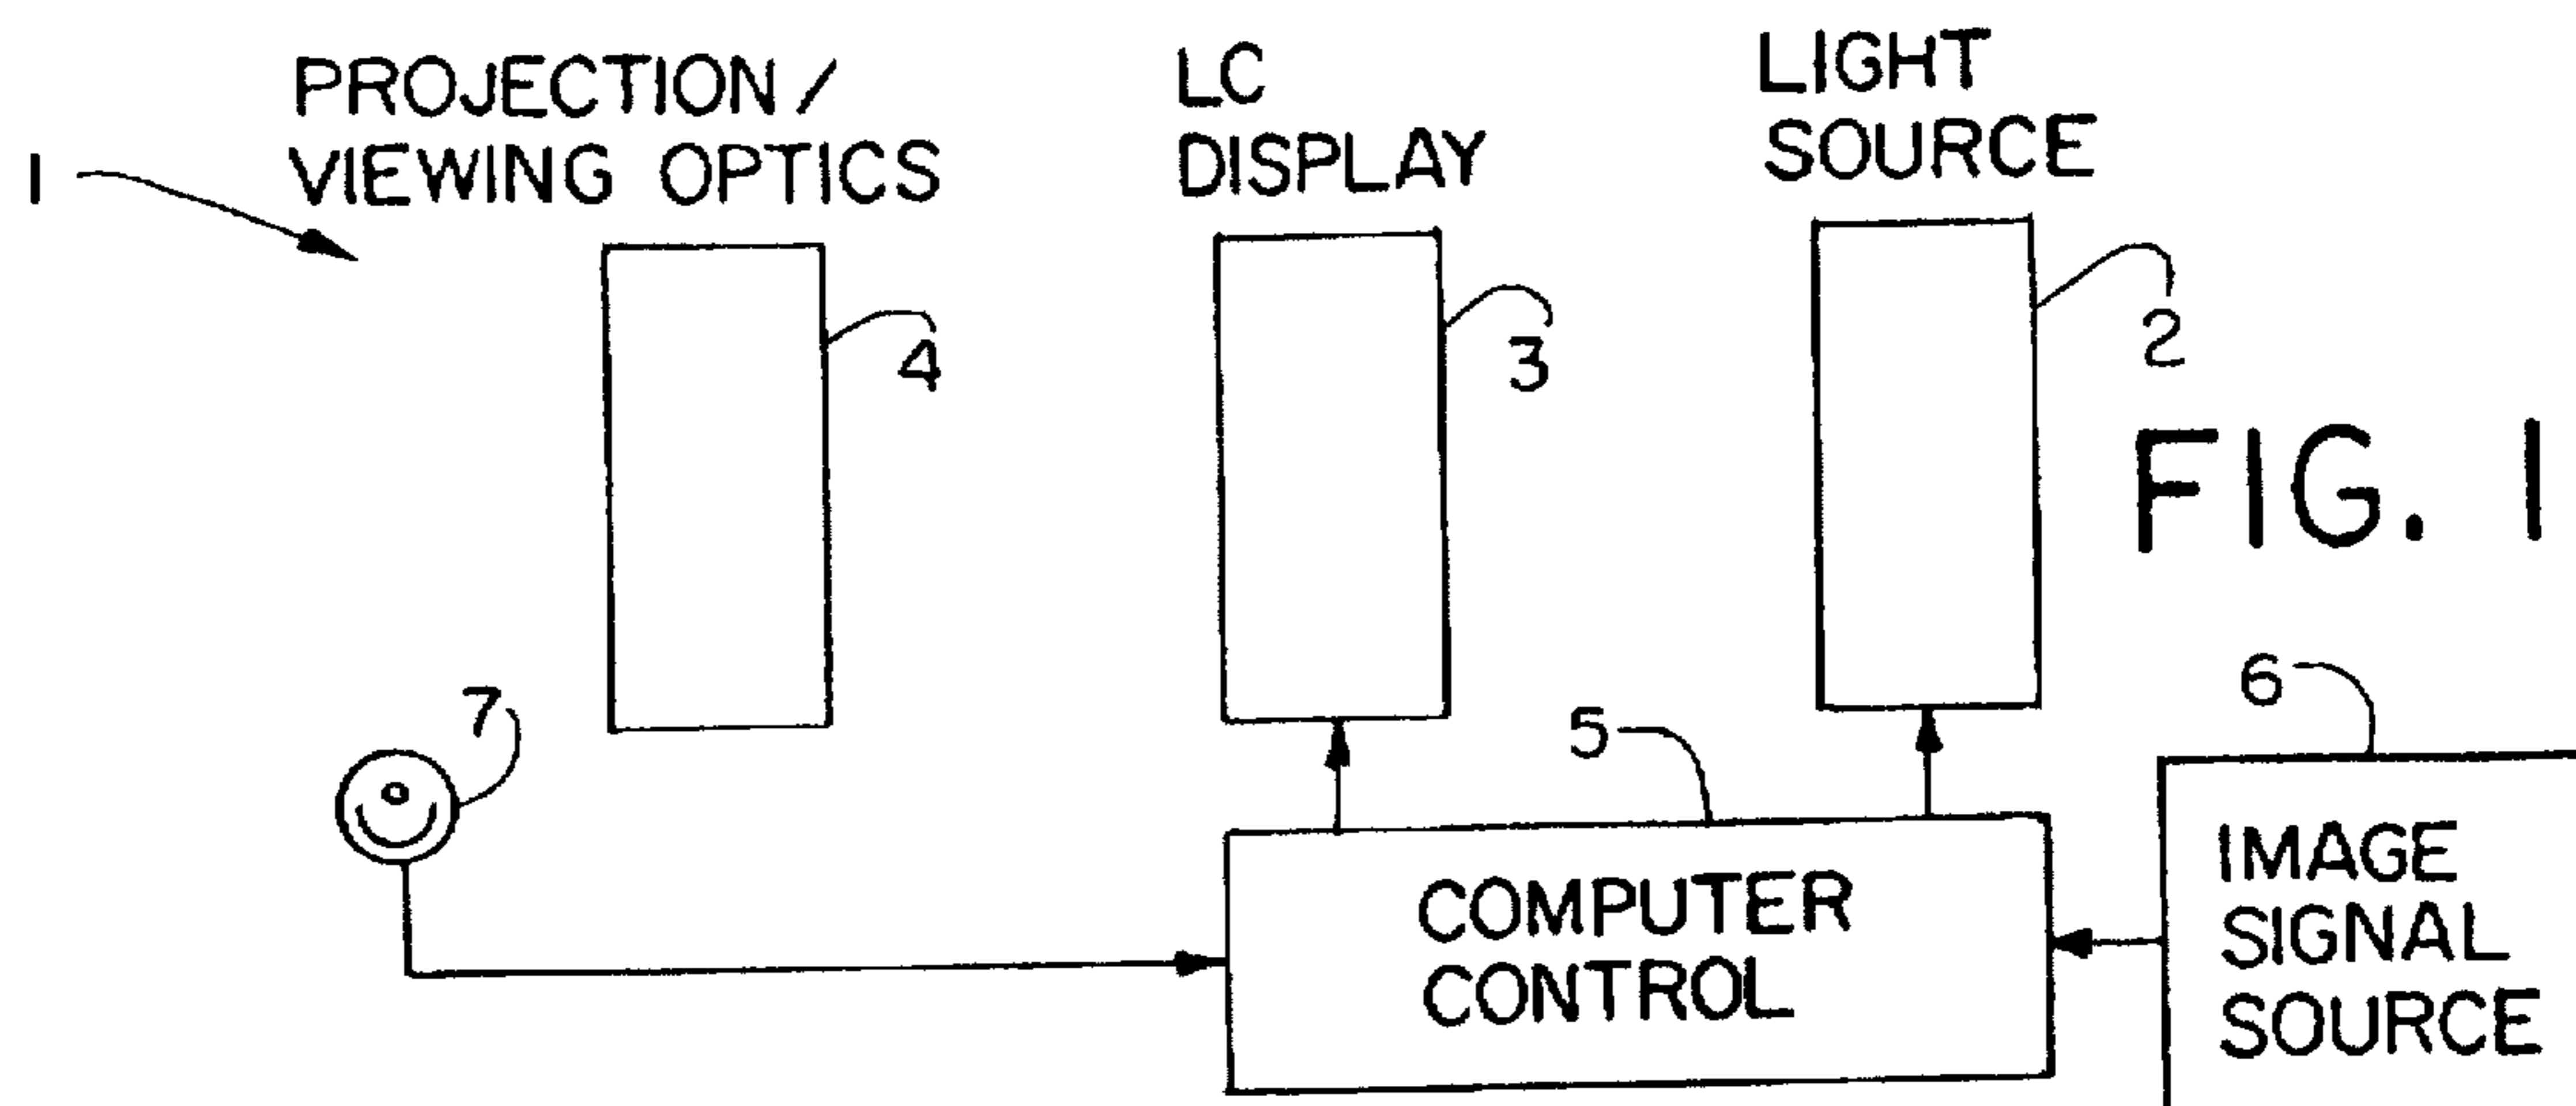 PROJECTION/
VIEWING OPTICS
LC
DISPLAY
LIGHT
SOURCE
1
4
3
2
FIG. 1
7
5
6
COMPUTER
CONTROL
IMAGE
SIGNAL
SOURCE